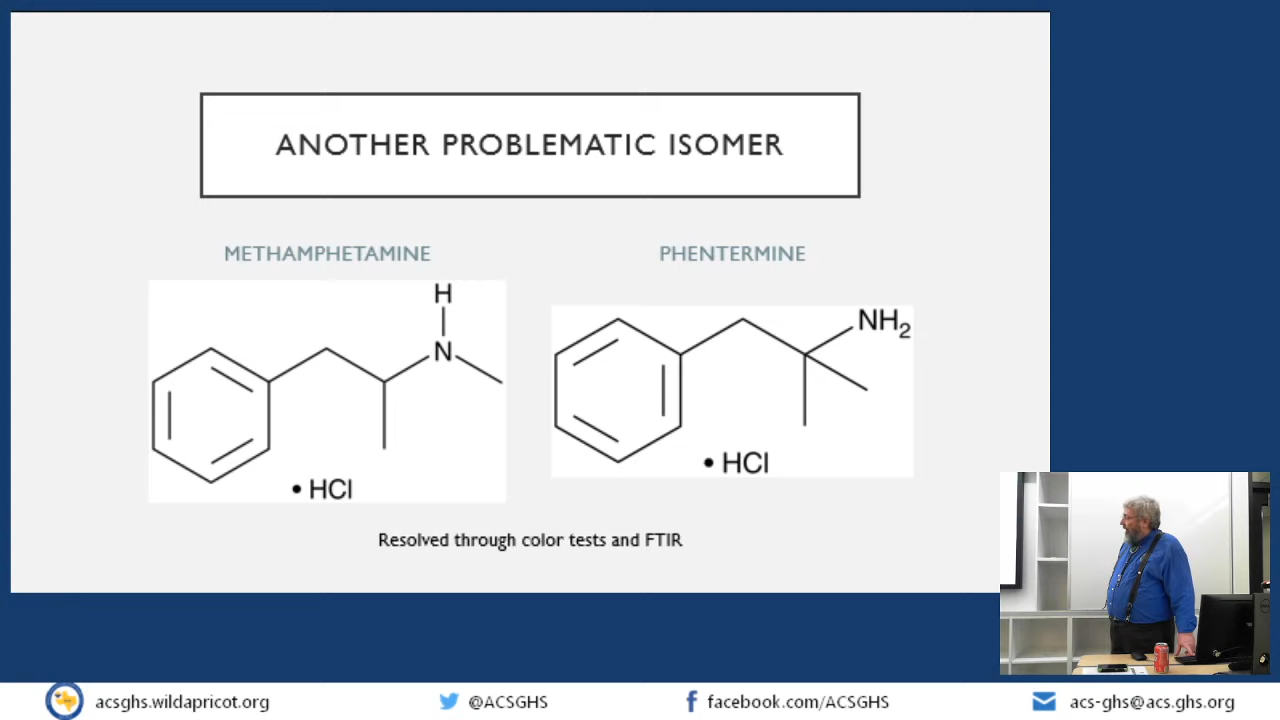 ANOTHER PROBLEMATIC ISOMER
METHAMPHETAMINE
PHENTERMINE
H
N
• HCl
NH2
• HCl
Resolved through color tests and FTIR
acsghs.wildapricot.org
@ACSGHS
facebook.com/ACSGHS
acs-ghs@acs.ghs.org